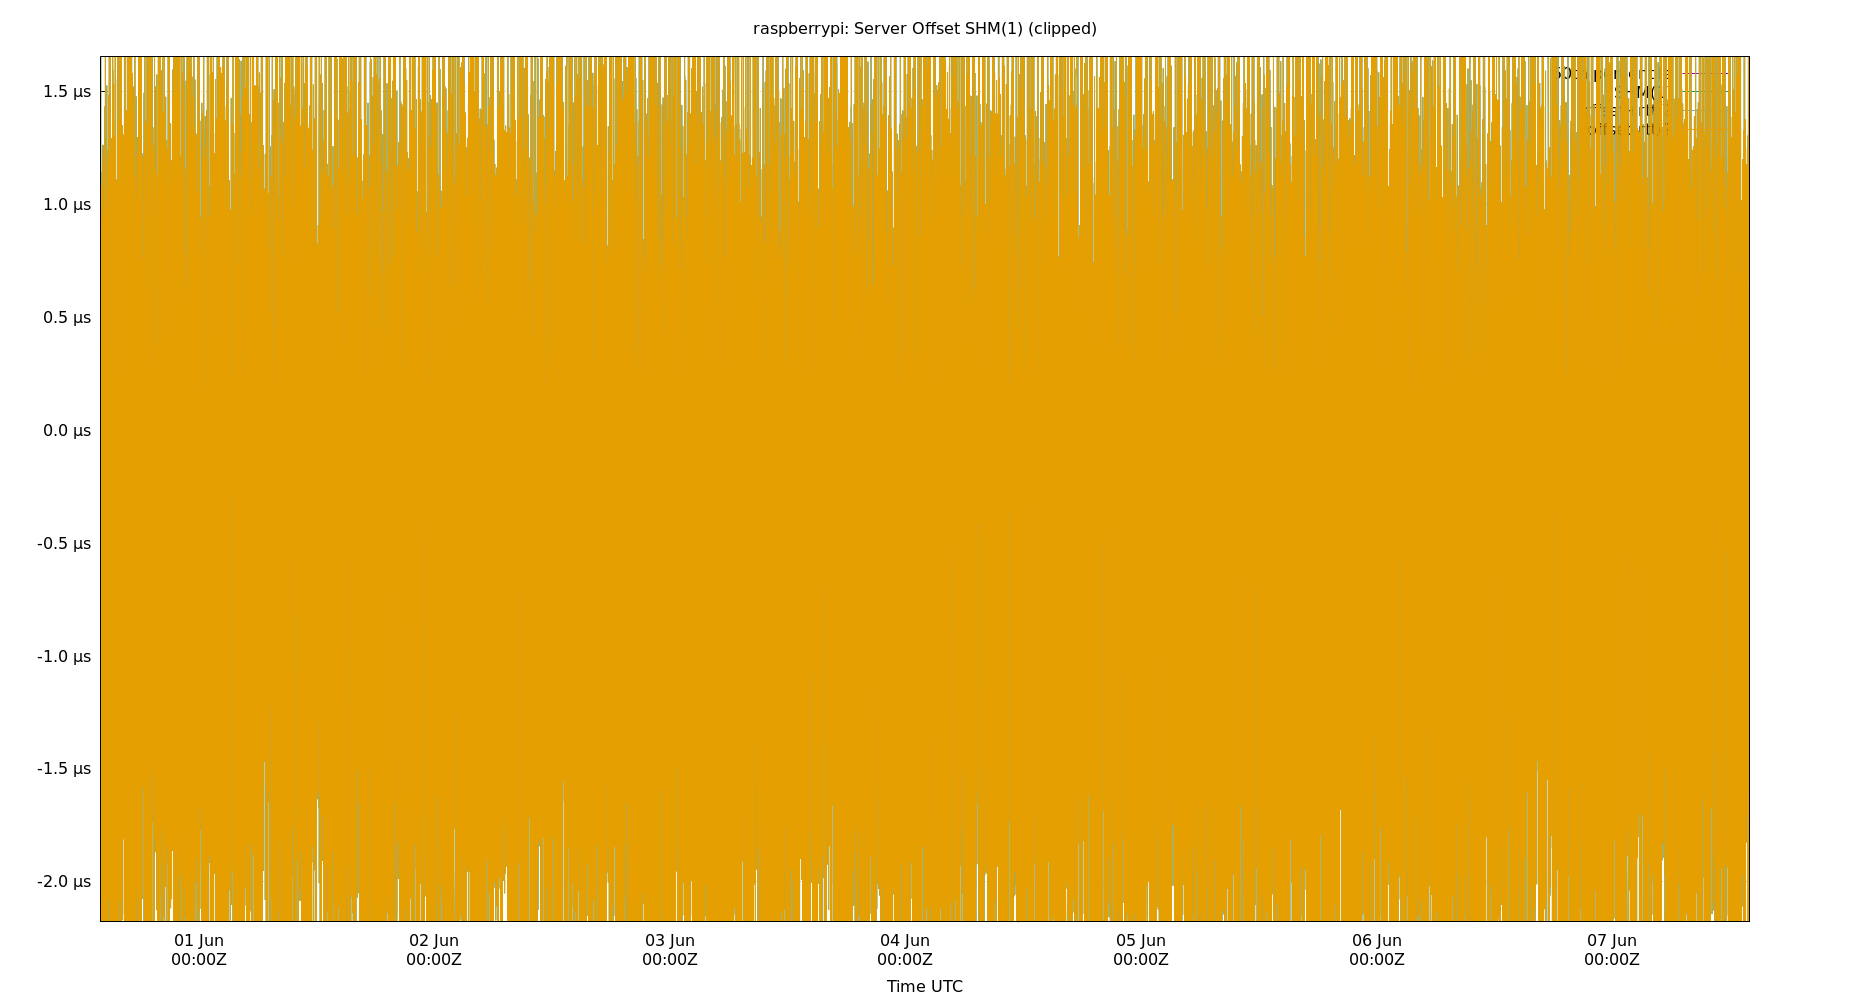 raspberrypi: Server Offset SHM(1) (clipped)
1.5 µs
1.0 µs
0.5 µs
0.0 µs
-0.5 µs
-1.0 µs
-1.5 µs
-2.0 µs
01 Jun 02 Jun 03 Jun 04 Jun 05 Jun 06 Jun 07 Jun
00:00Z 00:00Z 00:00Z 00:00Z 00:00Z 00:00Z 00:00Z
Time UTC